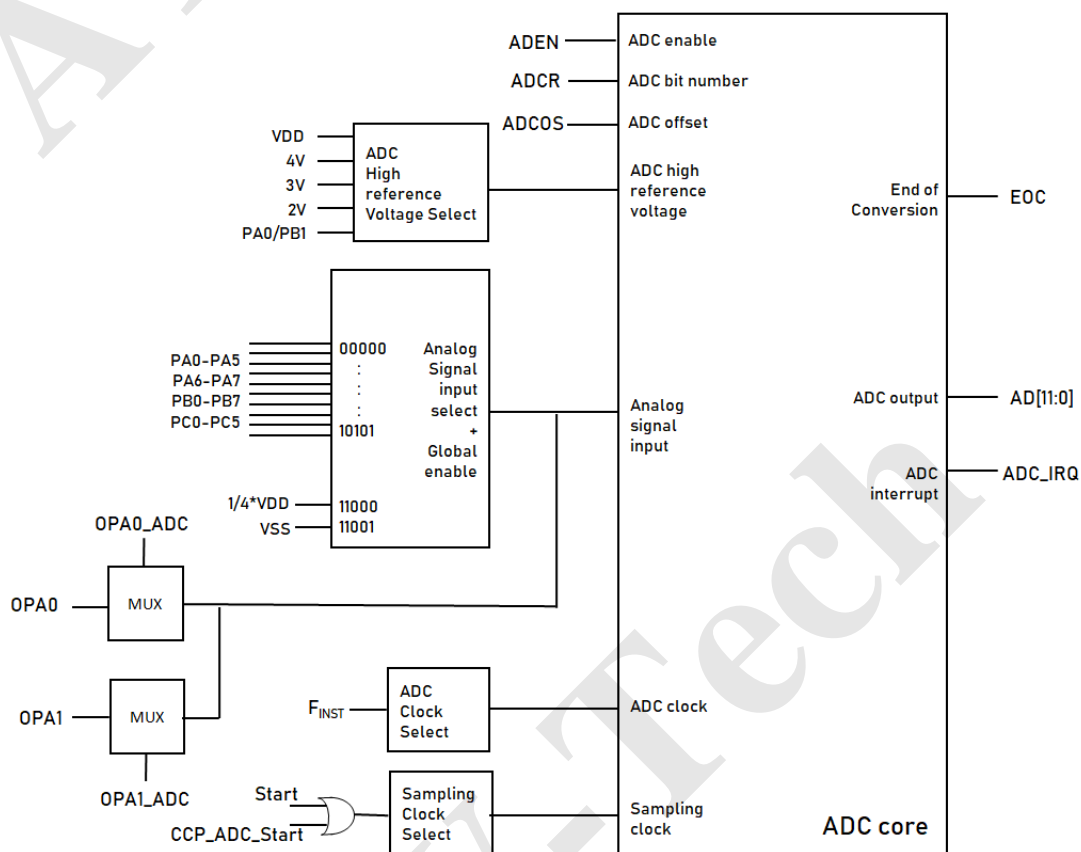 ADEN
ADC enable
ADCR
ADC bit number
ADCOS
ADC offset
VDD
4V
3V
2V
PA0/PB1
ADC
High
reference
Voltage Select
ADC high
reference
voltage
End of
Conversion
EOC
PA0-PA5
PA6-PA7
PB0-PB7
PC0-PC5
00000
:
:
:
10101
Analog
Signal
input
select
+
Global
enable
1/4*VDD
11000
VSS
11001
Analog
signal
input
ADC output
AD[11:0]
ADC
interrupt
ADC_IRQ
OPA0_ADC
OPA0
MUX
OPA1
MUX
OPA1_ADC
FINST
ADC
Clock
Select
ADC clock
Start
CCP_ADC_Start
Sampling
Clock
Select
Sampling
clock
ADC core
-Tech